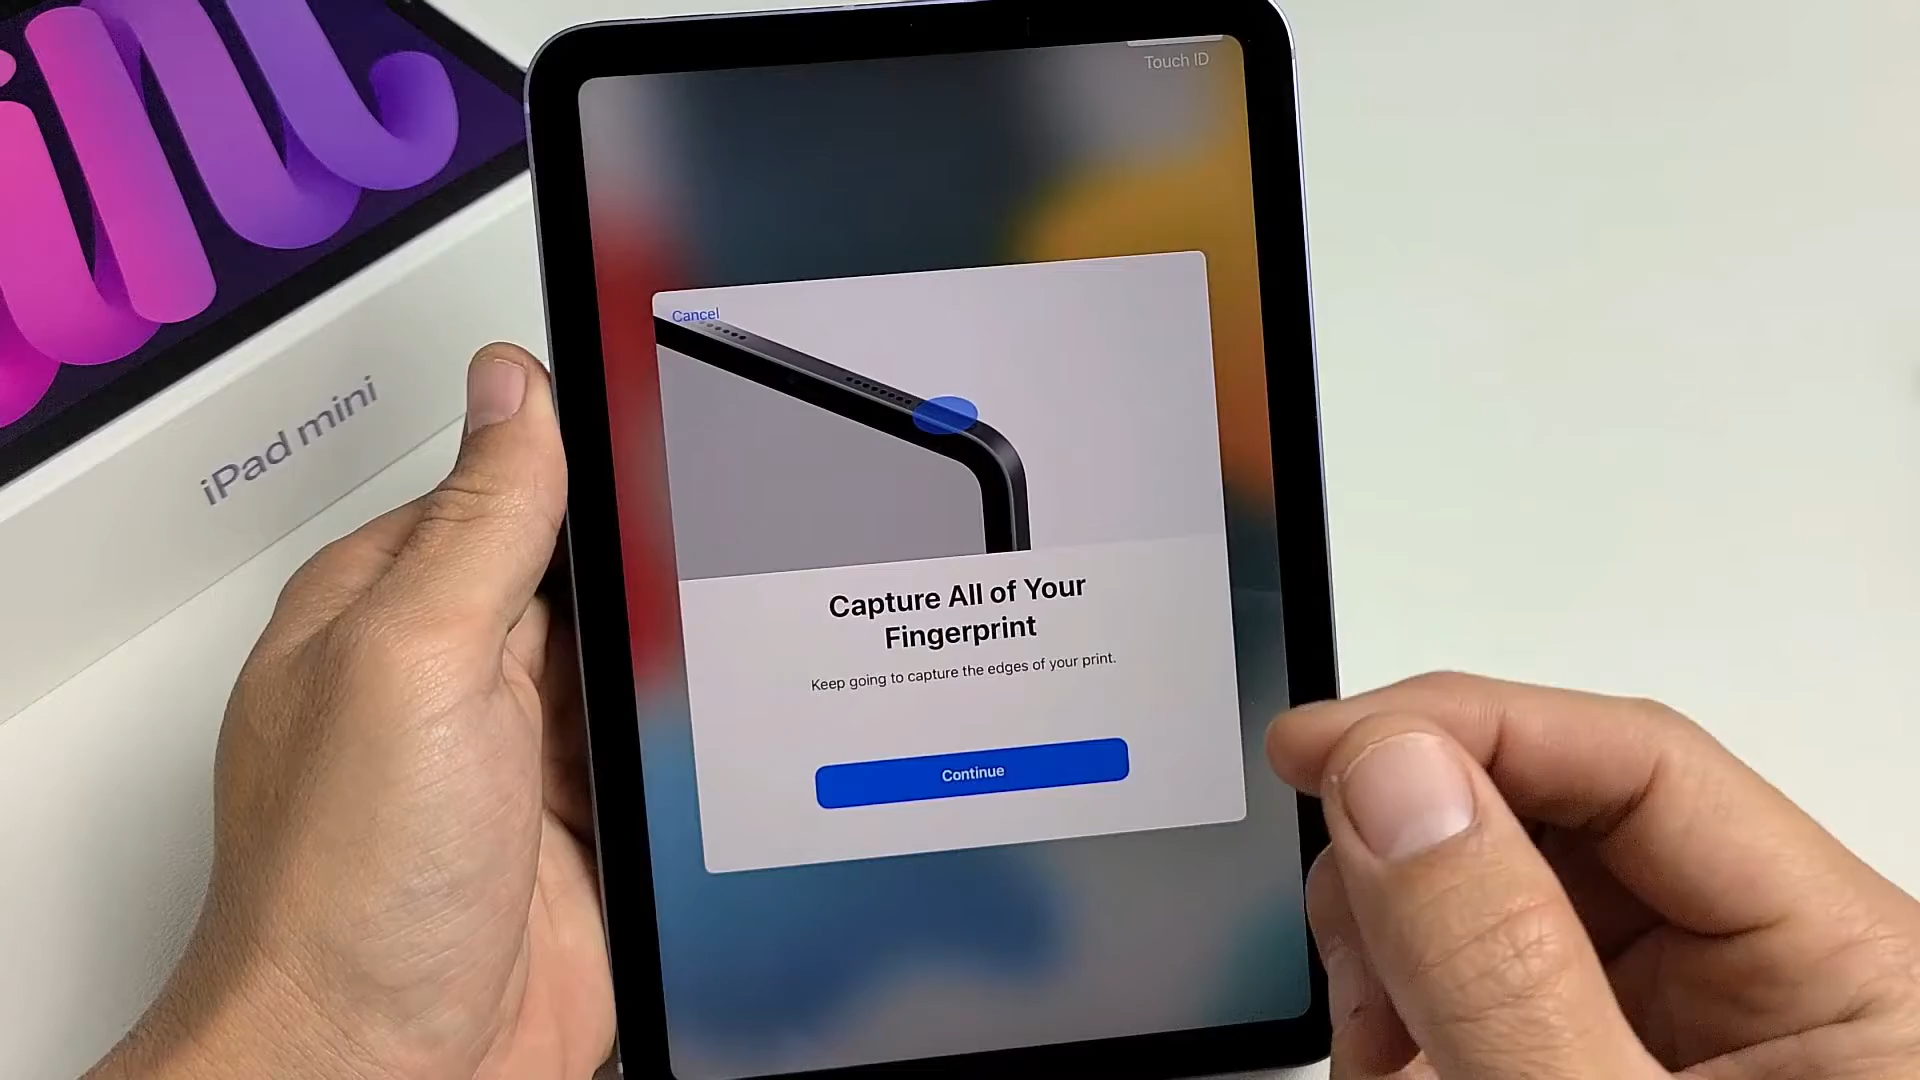 Touch ID
Cancel
iPad mini
Capture All of Your
Fingerprint
Keep going to capture the edges of your print.
Continue